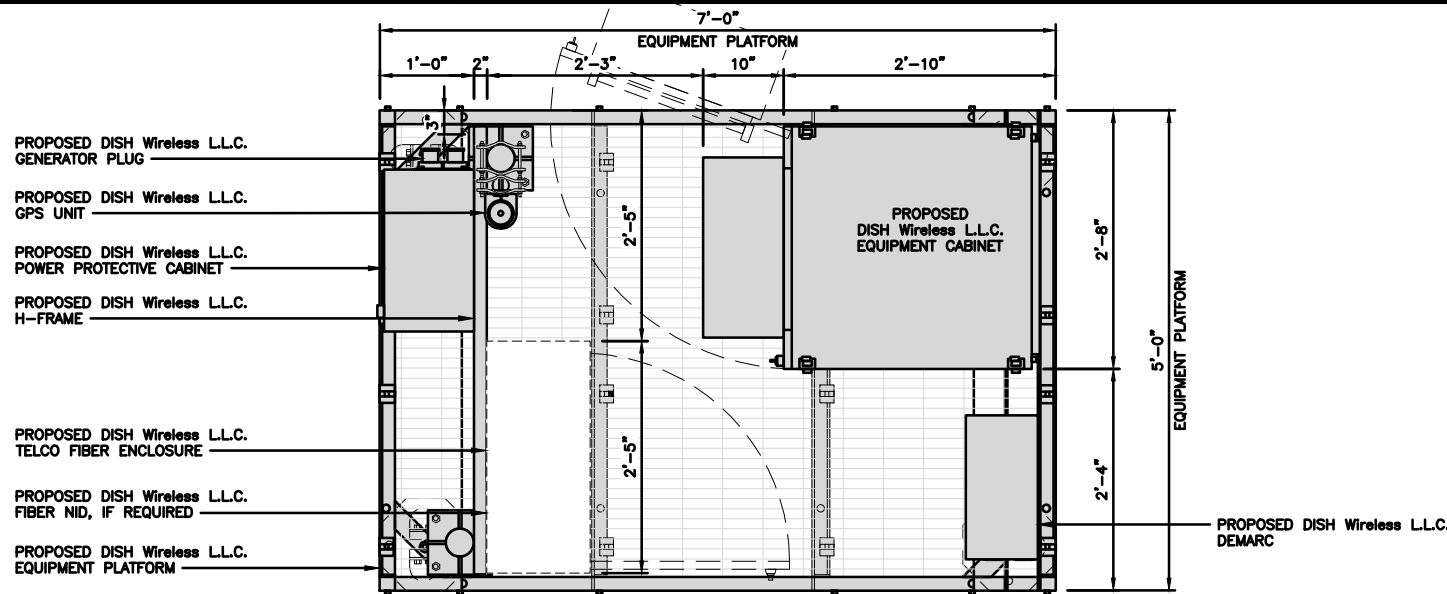 7'-0"
EQUIPMENT PLATFORM
1'-0"
2"
2'-3"
10"
2'-10"
3"
PROPOSED DISH Wireless L.L.C.
GENERATOR PLUG
PROPOSED DISH Wireless L.L.C.
GPS UNIT
PROPOSED DISH Wireless L.L.C.
POWER PROTECTIVE CABINET
PROPOSED DISH Wireless L.L.C.
H-FRAME
PROPOSED DISH Wireless L.L.C.
TELCO FIBER ENCLOSURE
PROPOSED DISH Wireless L.L.C.
FIBER NID, IF REQUIRED
PROPOSED DISH Wireless L.L.C.
EQUIPMENT PLATFORM
2'-5"
2'-5"
PROPOSED
DISH Wireless L.L.C.
EQUIPMENT CABINET
2'-8"
2'-4"
5'-0"
EQUIPMENT PLATFORM
PROPOSED DISH Wireless L.L.C.
DEMARC